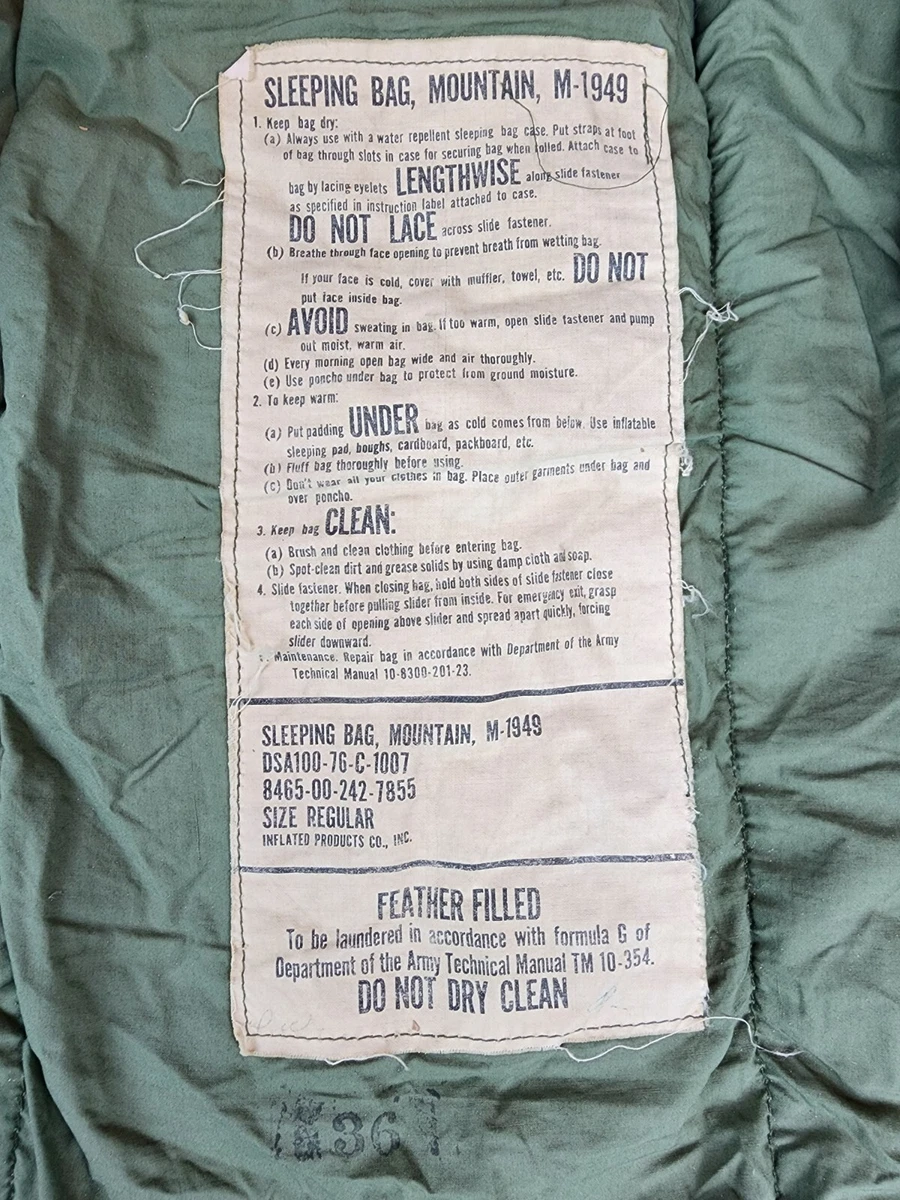 SLEEPING BAG, MOUNTAIN, M-1949
1. Keep bag dry:
(a) Always use with a water repellent sleeping bag case. Put straps at foot
of bag through slots in case for securing bag when rolled. Attach case to
bag by lacing eyelets LENGTHWISE along slide fastener
as specified in instruction label attached to case.
DO NOT LACE across slide fastener.
(b) Breathe through face opening to prevent breath from wetting bag.
If your face is cold, cover with muffler, towel, etc. DO NOT
put face inside bag.
(c) AVOID sweating in bag. If too warm, open slide fastener and pump
out moist, warm air.
(d) Every morning open bag wide and air thoroughly.
(e) Use poncho under bag to protect from ground moisture.
2. To keep warm:
(a) Put padding UNDER bag as cold comes from below. Use inflatable
sleeping pad, boughs, cardboard, packboard, etc.
(b) Fluff bag thoroughly before using.
(c) Don't wear all your clothes in bag. Place outer garments under bag and
over poncho.
3. Keep bag CLEAN:
(a) Brush and clean clothing before entering bag.
(b) Spot-clean dirt and grease solids by using damp cloth and soap.
4. Slide fastener. When closing bag, hold both sides of slide fastener close
together before pulling slider from inside. For emergency exit, grasp
each side of opening above slider and spread apart quickly, forcing
slider downward.
Maintenance. Repair bag in accordance with Department of the Army
Technical Manual 10-8300-201-23.
SLEEPING BAG, MOUNTAIN, M-1949
DSA100-76-C-1007
8465-00-242-7855
SIZE REGULAR
INFLATED PRODUCTS CO., INC.
FEATHER FILLED
To be laundered in accordance with formula G of
Department of the Army Technical Manual TM 10-354.
DO NOT DRY CLEAN
36